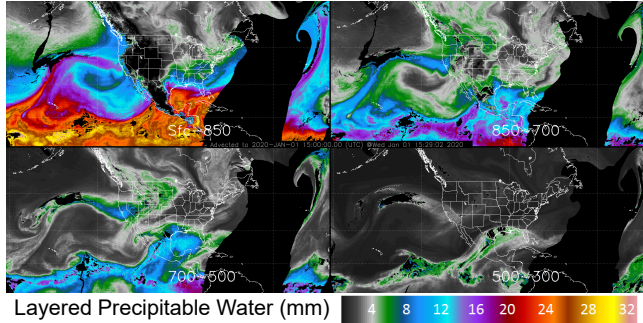 Sfc-850
850-700
Advected to 2020-JAN-01 15:00:00.00 (UTC) @Wed Jan 01 15:29:02 2020
700-500
500-300
Layered Precipitable Water (mm)
4 8 12 16 20 24 28 32